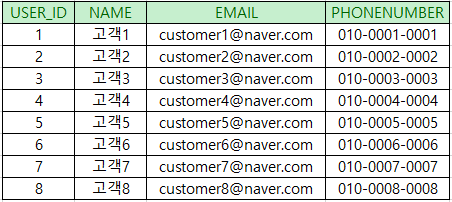 USER_ID NAME EMAIL PHONENUMBER
1 고객1 customer1@naver.com 010-0001-0001
2 고객2 customer2@naver.com 010-0002-0002
3 고객3 customer3@naver.com 010-0003-0003
4 고객4 customer4@naver.com 010-0004-0004
5 고객5 customer5@naver.com 010-0005-0005
6 고객6 customer6@naver.com 010-0006-0006
7 고객7 customer7@naver.com 010-0007-0007
8 고객8 customer8@naver.com 010-0008-0008